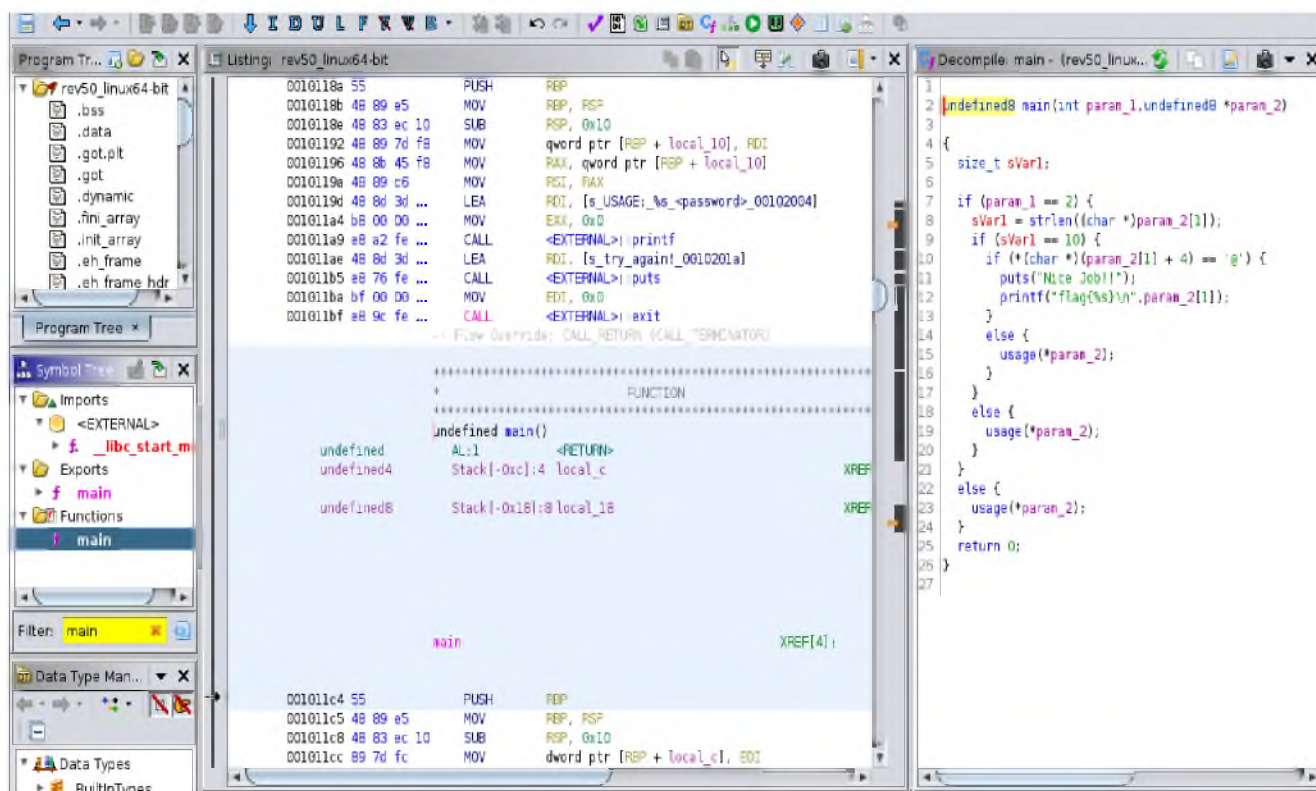 I D U L F X V B
Program Tr...
rev50_linux64-bit
.bss
.data
.got.plt
.got
.dynamic
.fini_array
.init_array
.eh_frame
.eh_frame_hdr
Program Tree ×
Symbol Tree
Imports
<EXTERNAL>
f. __libc_start_m
Exports
f main
Functions
f main
Filter: main
Data Type Man...
Data Types
BuiltInTypes
Listing: rev50_linux64-bit
0010118a 55 PUSH RBP
0010118b 48 89 e5 MOV RBP, RSP
0010118e 48 83 ec 10 SUB RSP, 0x10
00101192 48 89 7d f8 MOV qword ptr [RBP + local_10], RDI
00101196 48 8b 45 f8 MOV RAX, qword ptr [RBP + local_10]
0010119a 48 89 c6 MOV RSI, RAX
0010119d 48 8d 3d ... LEA RDI, [s_USAGE:_%s_<password>_00102004]
001011a4 b8 00 00 ... MOV EAX, 0x0
001011a9 e8 a2 fe ... CALL <EXTERNAL>::printf
001011ae 48 8d 3d ... LEA RDI, [s_try_again!_0010201a]
001011b5 e8 76 fe ... CALL <EXTERNAL>::puts
001011ba bf 00 00 ... MOV EDI, 0x0
001011bf e8 9c fe ... CALL <EXTERNAL>::exit
-- Flow Override: CALL_RETURN (CALL_TERMINATOR)
* FUNCTION
undefined main()
undefined AL:1 <RETURN>
undefined4 Stack[-0xc]:4 local_c XREF
undefined8 Stack[-0x18]:8 local_18 XREF
main XREF[4]:
001011c4 55 PUSH RBP
001011c5 48 89 e5 MOV RBP, RSP
001011c8 48 83 ec 10 SUB RSP, 0x10
001011cc 89 7d fc MOV dword ptr [RBP + local_c], EDI
Decompile: main - (rev50_linux...
1
2 undefined8 main(int param_1,undefined8 *param_2)
3
4 {
5 size_t sVar1;
6
7 if (param_1 == 2) {
8 sVar1 = strlen((char *)param_2[1]);
9 if (sVar1 == 10) {
10 if (*(char *)(param_2[1] + 4) == '@') {
11 puts("Nice Job!!");
12 printf("flag{%s}\n",param_2[1]);
13 }
14 else {
15 usage(*param_2);
16 }
17 }
18 else {
19 usage(*param_2);
20 }
21 }
22 else {
23 usage(*param_2);
24 }
25 return 0;
26 }
27